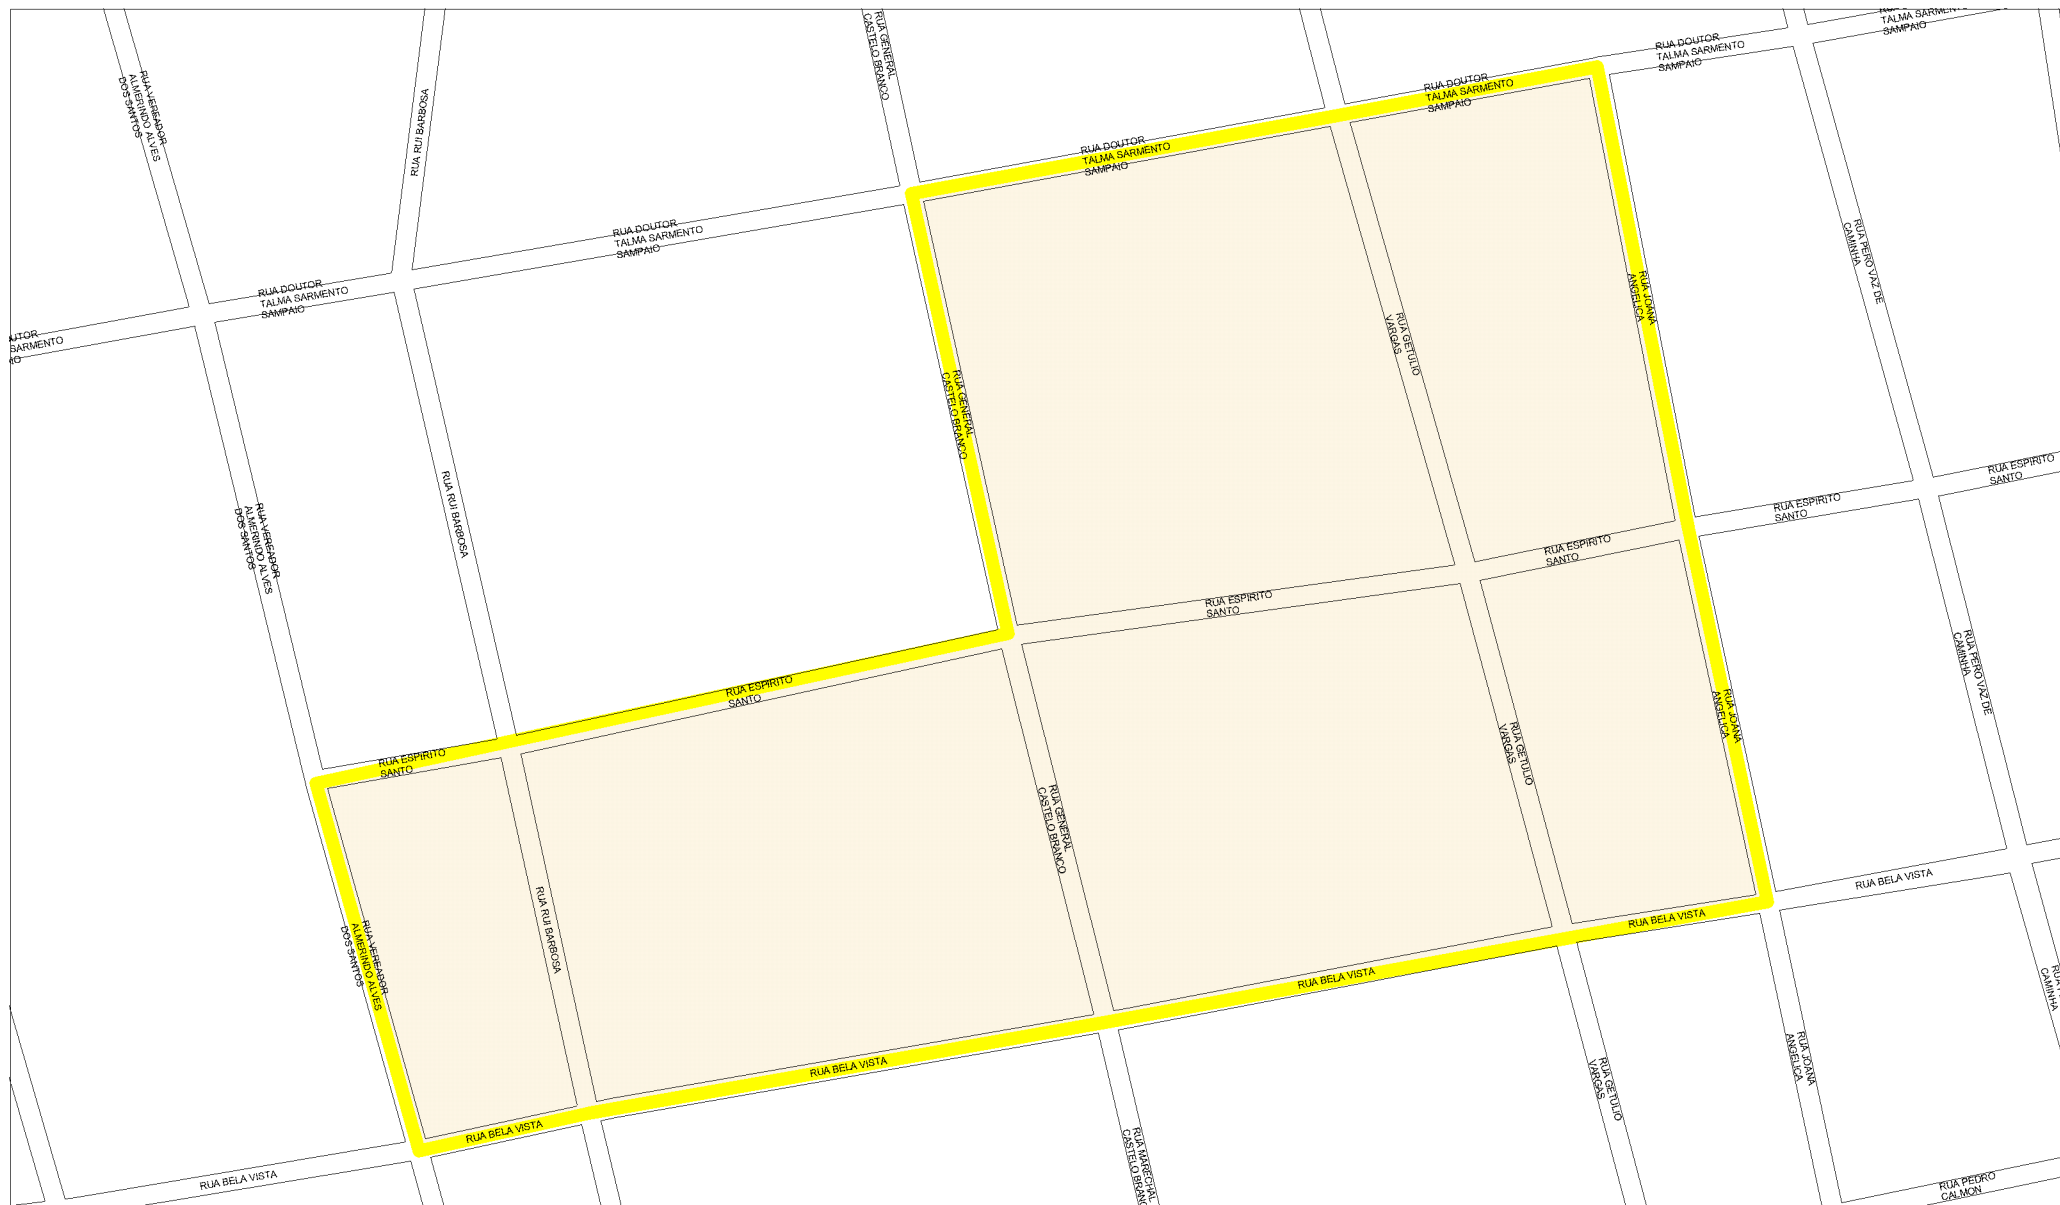 RUA GENERAL
CASTELO BRANCO
TALMA SARMENTO
SAMPAIO
RUA DOUTOR
TALMA SARMENTO
SAMPAIO
RUA VEREADOR
ALMERINDO ALVES
DOS SANTOS
RUA RUI BARBOSA
RUA DOUTOR
TALMA SARMENTO
SAMPAIO
RUA DOUTOR
TALMA SARMENTO
SAMPAIO
RUA DOUTOR
TALMA SARMENTO
SAMPAIO
RUA PERO VAZ DE
CAMINHA
RUA DOUTOR
TALMA SARMENTO
SAMPAIO
RUA JOANA
ANGELICA
RUA GETULIO
VARGAS
SARMENTO
RUA GENERAL
CASTELO BRANCO
RUA ESPIRITO
SANTO
RUA RUI BARBOSA
RUA ESPIRITO
SANTO
RUA VEREADOR
ALMERINDO ALVES
DOS SANTOS
RUA ESPIRITO
SANTO
RUA ESPIRITO
SANTO
RUA PERO VAZ DE
CAMINHA
RUA ESPIRITO
SANTO
RUA JOANA
ANGELICA
RUA GETULIO
VARGAS
RUA ESPIRITO
SANTO
RUA GENERAL
CASTELO BRANCO
RUA BELA VISTA
RUA RUI BARBOSA
RUA BELA VISTA
RUA VEREADOR
ALMERINDO ALVES
DOS SANTOS
RUA BELA VISTA
CAMINHA
RUA BELA VISTA
RUA JOANA
ANGELICA
RUA GETULIO
VARGAS
RUA BELA VISTA
RUA MARECHAL
CASTELO
RUA BELA VISTA
RUA PEDRO
CALMON